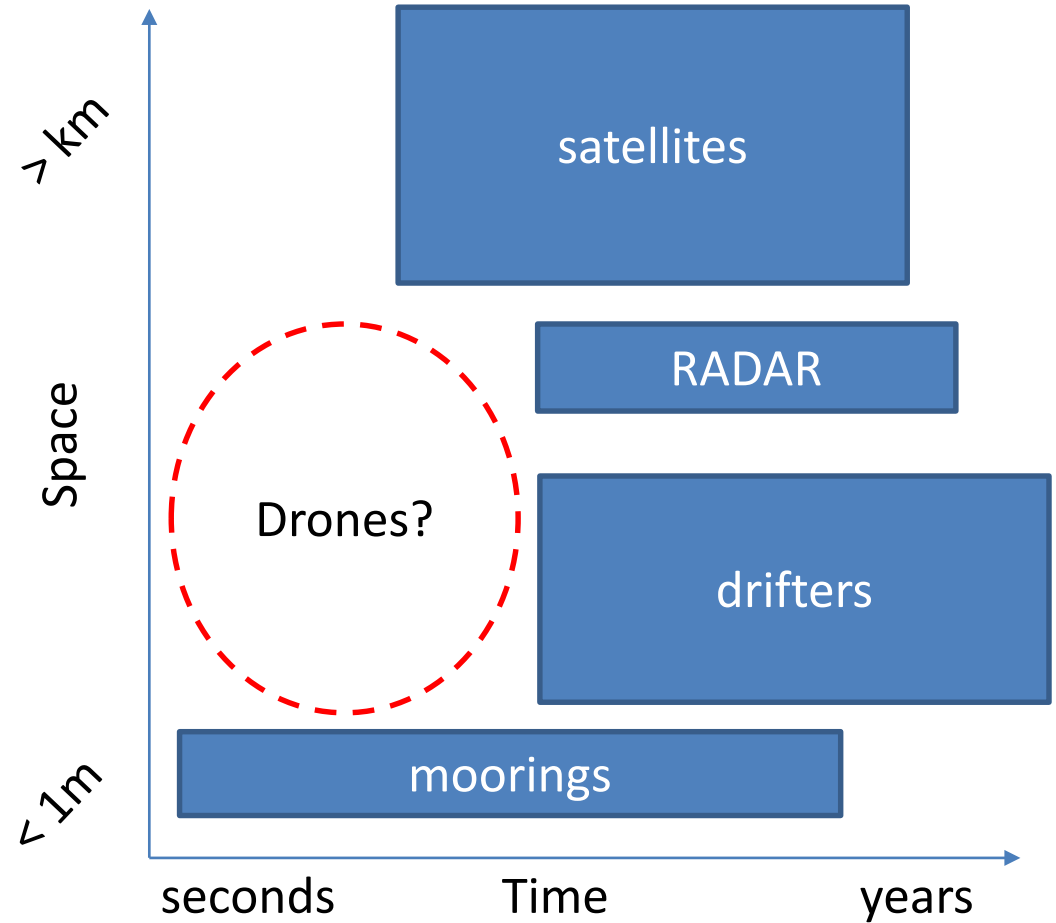 > km
satellites
RADAR
Space
Drones?
drifters
moorings
< 1m
seconds
Time
years